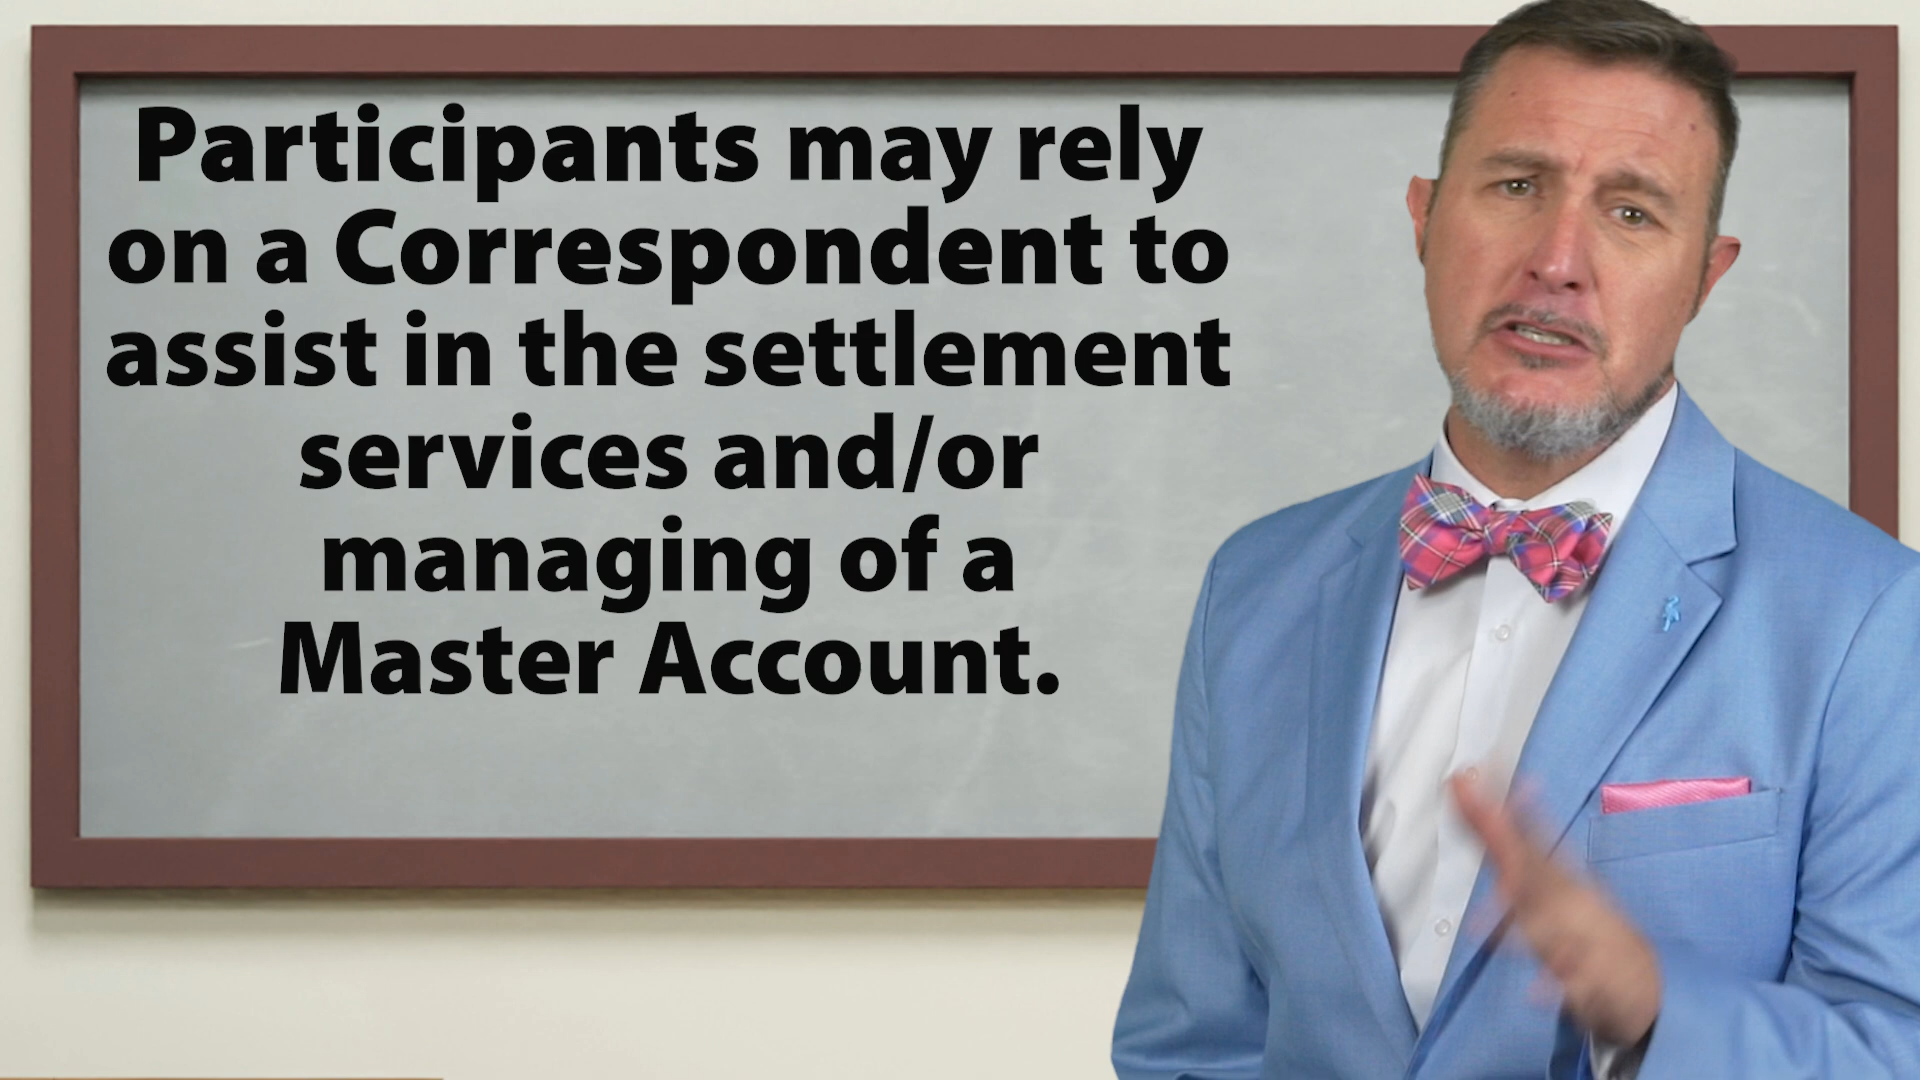 Participants may rely
on a Correspondent to
assist in the settlement
services and/or
managing of a
Master Account.